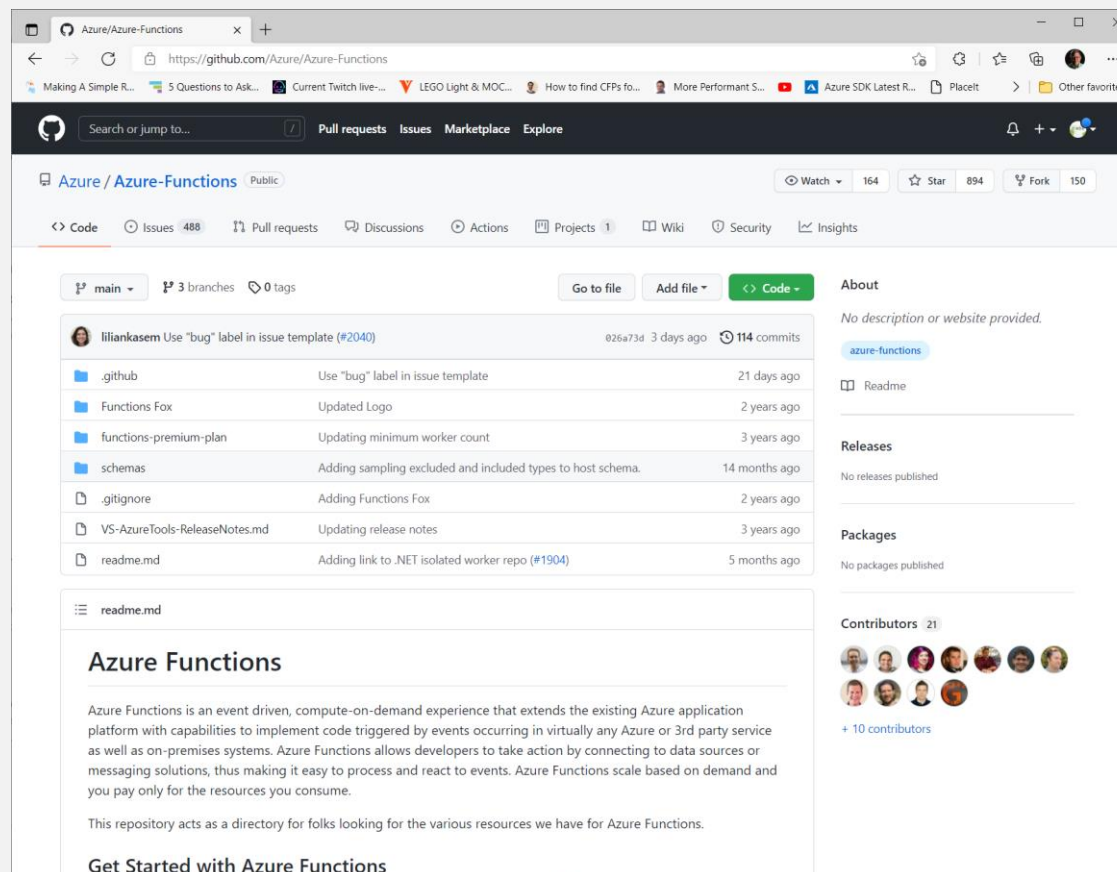 Azure/Azure-Functions
https://github.com/Azure/Azure-Functions
Making A Simple R... 5 Questions to Ask... Current Twitch live-... LEGO Light & MOC... How to find CFPs fo... More Performant S... Azure SDK Latest R... PlaceIt Other favorite
Search or jump to... / Pull requests Issues Marketplace Explore
Azure / Azure-Functions Public Watch 164 Star 894 Fork 150
Code Issues 488 Pull requests Discussions Actions Projects 1 Wiki Security Insights
main 3 branches 0 tags Go to file Add file Code
liliankasem Use "bug" label in issue template (#2040) 026a73d 3 days ago 114 commits
.github Use "bug" label in issue template 21 days ago
Functions Fox Updated Logo 2 years ago
functions-premium-plan Updating minimum worker count 3 years ago
schemas Adding sampling excluded and included types to host schema. 14 months ago
.gitignore Adding Functions Fox 2 years ago
VS-AzureTools-ReleaseNotes.md Updating release notes 3 years ago
readme.md Adding link to .NET isolated worker repo (#1904) 5 months ago
readme.md
Azure Functions
Azure Functions is an event driven, compute-on-demand experience that extends the existing Azure application
platform with capabilities to implement code triggered by events occurring in virtually any Azure or 3rd party service
as well as on-premises systems. Azure Functions allows developers to take action by connecting to data sources or
messaging solutions, thus making it easy to process and react to events. Azure Functions scale based on demand and
you pay only for the resources you consume.
This repository acts as a directory for folks looking for the various resources we have for Azure Functions.
Get Started with Azure Functions
About
No description or website provided.
azure-functions
Readme
Releases
No releases published
Packages
No packages published
Contributors 21
+ 10 contributors